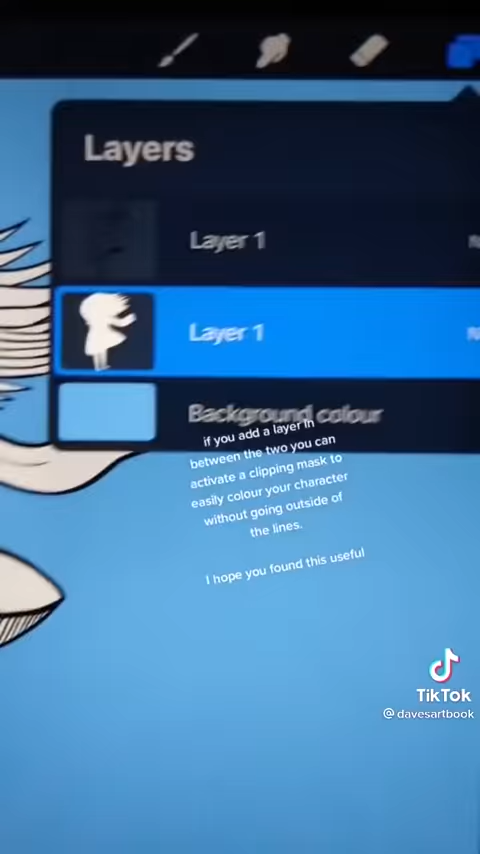 Layers
Layer 1
N
Layer 1
N
Background colour
if you add a layer in
between the two you can
activate a clipping mask to
easily colour your character
without going outside of
the lines.
I hope you found this useful
TikTok
@davesartbook